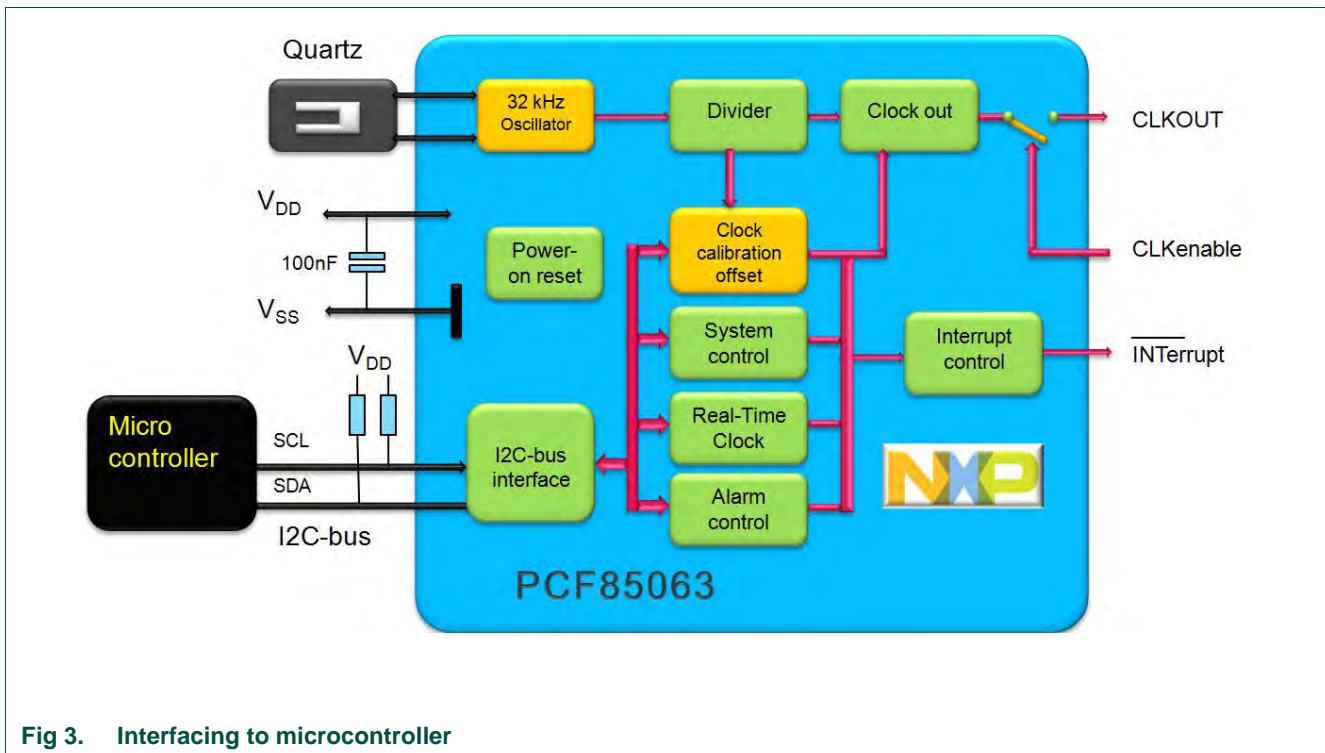 Quartz
32 kHz
Oscillator
Divider
Clock out
CLKOUT
VDD
100nF
VSS
Power-
on reset
Clock
calibration
offset
CLKenable
System
control
Interrupt
control
INTerrupt
VDD
Micro
controller
SCL
SDA
I2C-bus
I2C-bus
interface
Real-Time
Clock
Alarm
control
NXP
PCF85063
Fig 3. Interfacing to microcontroller